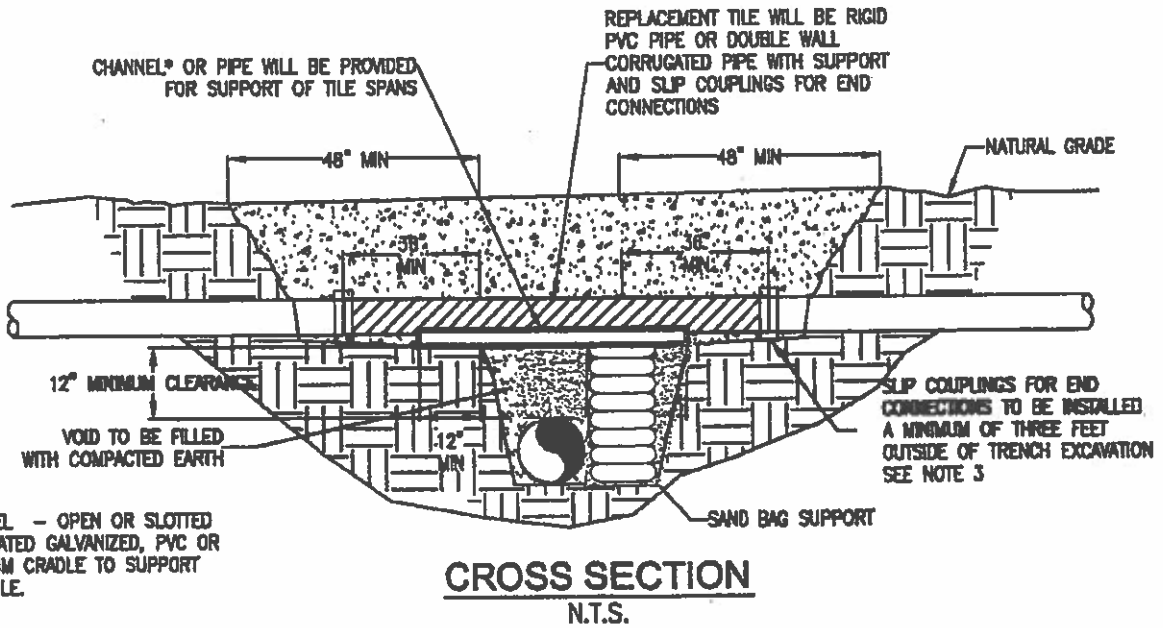 REPLACEMENT TILE WILL BE RIGID
PVC PIPE OR DOUBLE WALL
CORRUGATED PIPE WITH SUPPORT
AND SLIP COUPLINGS FOR END
CONNECTIONS
CHANNEL* OR PIPE WILL BE PROVIDED
FOR SUPPORT OF TILE SPANS
48" MIN
48" MIN
NATURAL GRADE
MIN
MIN
12" MINIMUM CLEARANCE
VOID TO BE FILLED
WITH COMPACTED EARTH
12"
MIN
SLIP COUPLINGS FOR END
CONNECTIONS TO BE INSTALLED
A MINIMUM OF THREE FEET
OUTSIDE OF TRENCH EXCAVATION
SEE NOTE 3
SAND BAG SUPPORT
EL - OPEN OR SLOTTED
ATED GALVANIZED, PVC OR
M CRADLE TO SUPPORT
LE.
CROSS SECTION
N.T.S.